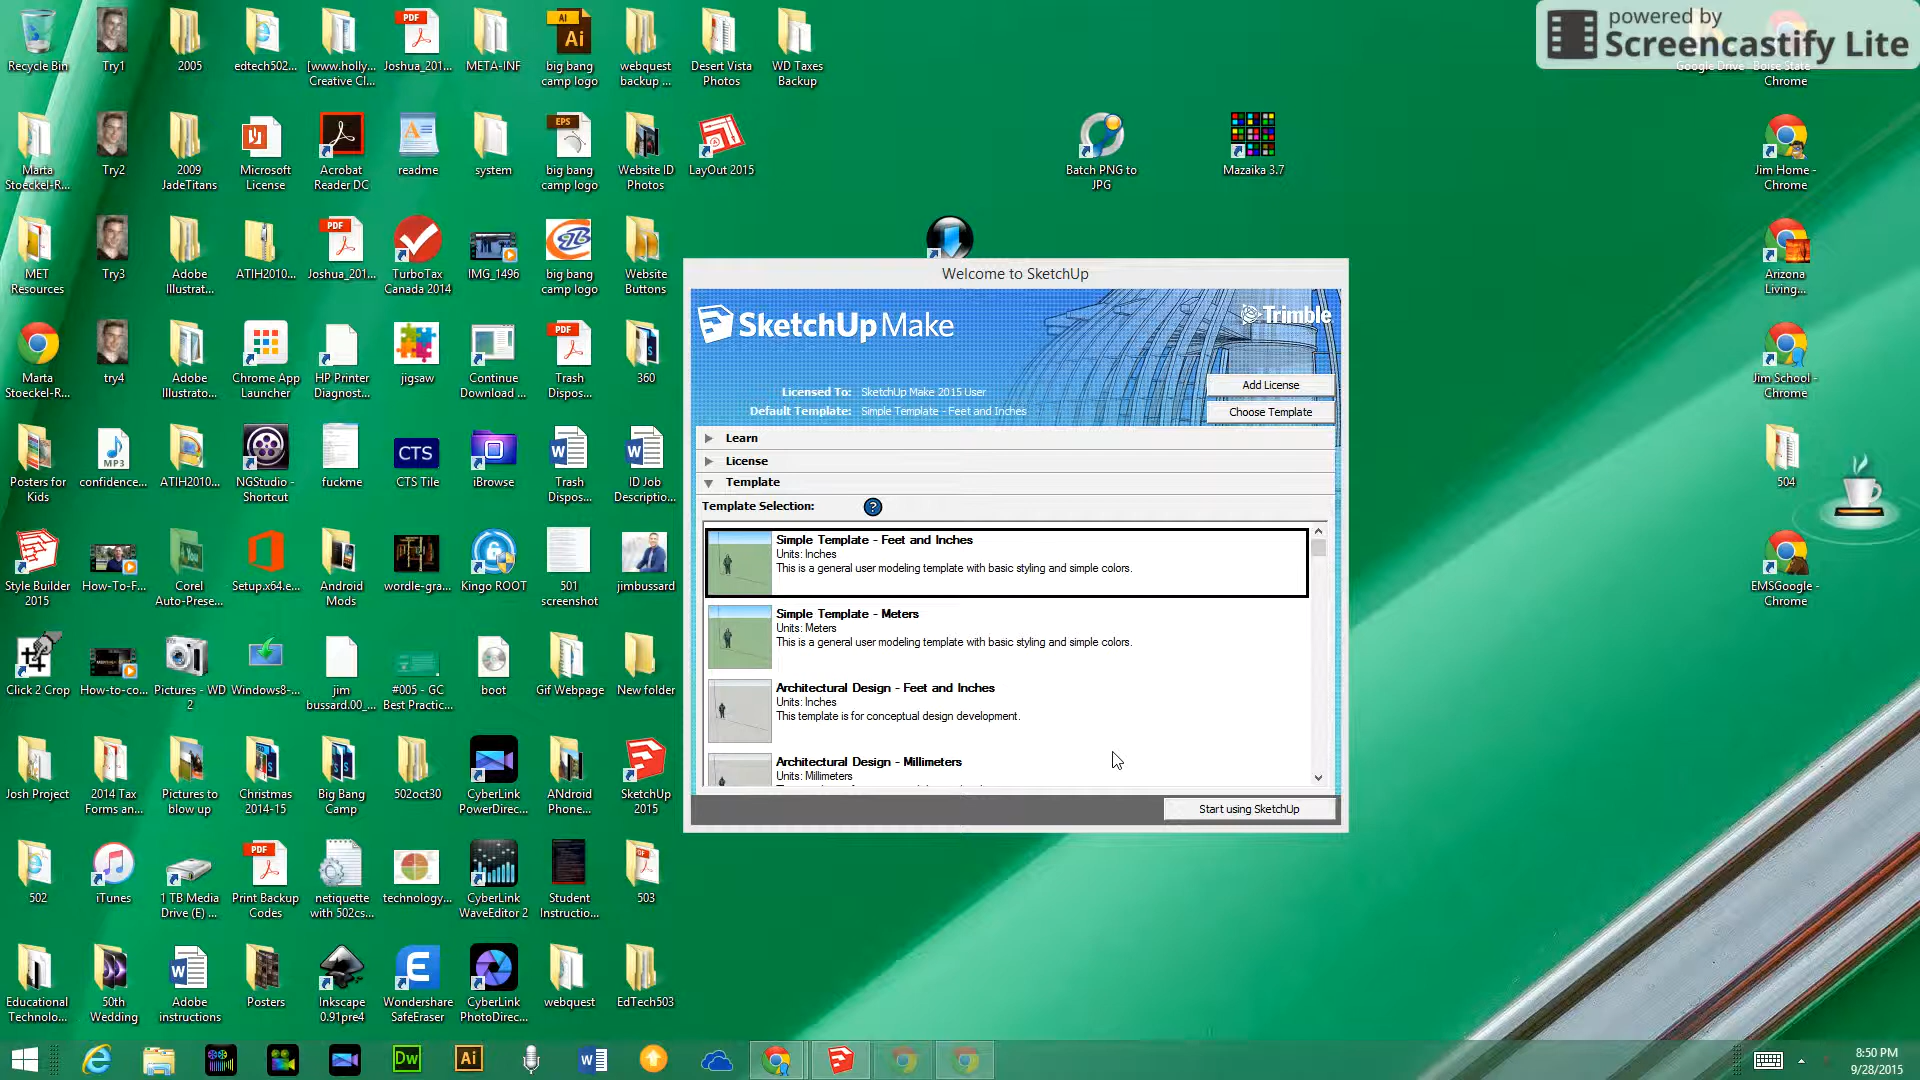 Recycle Bin
Try1
2005
edtech502...
[www.holly...
Creative Cl...
PDF
Joshua_201...
META-INF
AI
Ai
big bang
camp logo
webquest
backup ...
Desert Vista
Photos
WD Taxes
Backup
powered by
Screencastify Lite
Google Drive
Boise State -
Chrome
Marta
Stoeckel-R...
Try2
2009
JadeTitans
Microsoft
License
Acrobat
Reader DC
readme
system
EPS
big bang
camp logo
Website ID
Photos
LayOut 2015
Batch PNG to
JPG
Mazaika 3.7
Jim Home -
Chrome
MET
Resources
Try3
Adobe
Illustrat...
ATIH2010...
PDF
Joshua_201...
TurboTax
Canada 2014
IMG_1496
big bang
camp logo
Website
Buttons
Arizona
Living...
Marta
Stoeckel-R...
try4
Adobe
Illustrato...
Chrome App
Launcher
HP Printer
Diagnost...
jigsaw
Continue
Download ...
PDF
Trash
Dispos...
360
Jim School -
Chrome
Posters for
Kids
MP3
confidence...
ATIH2010...
NGStudio -
Shortcut
fuckme
CTS
CTS Tile
iBrowse
Trash
Dispos...
ID Job
Descriptio...
504
Style Builder
2015
How-To-F...
Corel
Auto-Prese...
Setup.x64.e...
Android
Mods
wordle-gra...
Kingo ROOT
501
screenshot
jimbussard
EMSGoogle -
Chrome
Click 2 Crop
How-to-co...
Pictures - WD
2
Windows8-...
jim
bussard.00_...
#005 - GC
Best Practic...
boot
Gif Webpage
New folder
Josh Project
2014 Tax
Forms an...
Pictures to
blow up
Christmas
2014-15
Big Bang
Camp
502oct30
CyberLink
PowerDirec...
ANdroid
Phone...
SketchUp
2015
502
iTunes
1 TB Media
Drive (E) ...
PDF
Print Backup
Codes
netiquette
with 502cs...
technology...
CyberLink
WaveEditor 2
Student
Instructio...
503
Educational
Technolo...
50th
Wedding
Adobe
instructions
Posters
Inkscape
0.91pre4
Wondershare
SafeEraser
CyberLink
PhotoDirec...
webquest
EdTech503
Welcome to SketchUp
SketchUp Make
Trimble
Licensed To: SketchUp Make 2015 User
Default Template: Simple Template - Feet and Inches
Add License
Choose Template
Learn
License
Template
Template Selection:
?
Simple Template - Feet and Inches
Units: Inches
This is a general user modeling template with basic styling and simple colors.
Simple Template - Meters
Units: Meters
This is a general user modeling template with basic styling and simple colors.
Architectural Design - Feet and Inches
Units: Inches
This template is for conceptual design development.
Architectural Design - Millimeters
Units: Millimeters
Start using SketchUp
Dw
Ai
8:50 PM
9/28/2015